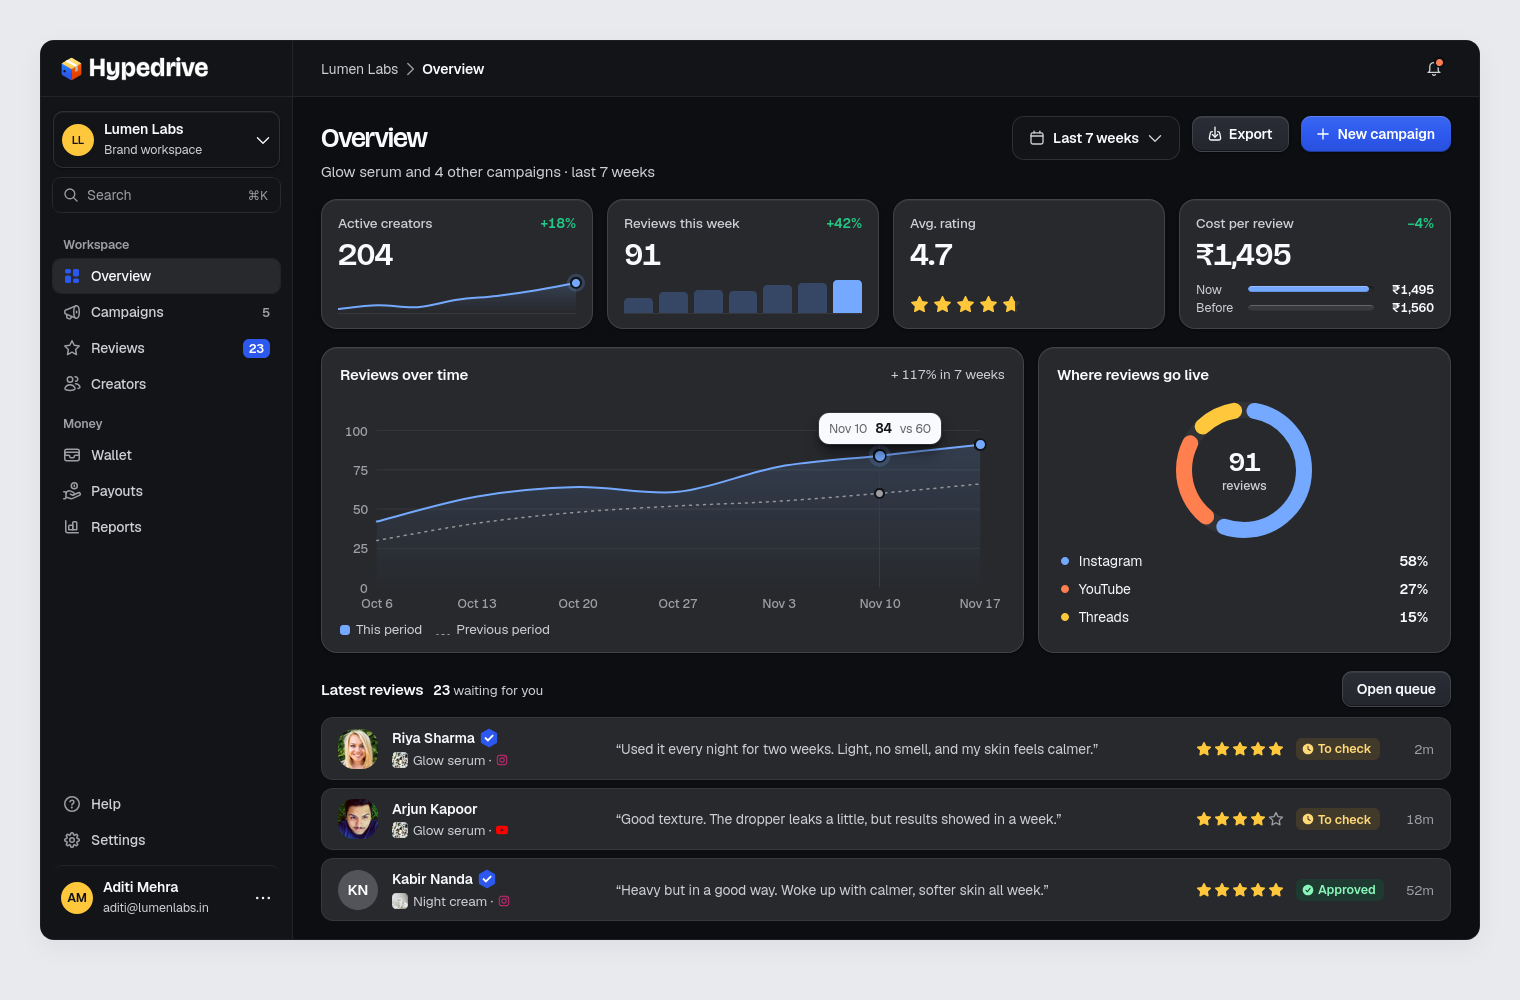 Hypedrive
Lumen Labs > Overview
LL
Lumen Labs
Brand workspace
Search ⌘K
Workspace
Overview
Campaigns 5
Reviews 23
Creators
Money
Wallet
Payouts
Reports
Help
Settings
AM
Aditi Mehra
aditi@lumenlabs.in
Overview
Glow serum and 4 other campaigns · last 7 weeks
Last 7 weeks
Export
New campaign
Active creators +18%
204
Reviews this week +42%
91
Avg. rating
4.7
Cost per review −4%
₹1,495
Now ₹1,495
Before ₹1,560
Reviews over time + 117% in 7 weeks
Nov 10 84 vs 60
100
75
50
25
0
Oct 6 Oct 13 Oct 20 Oct 27 Nov 3 Nov 10 Nov 17
This period Previous period
Where reviews go live
91
reviews
Instagram 58%
YouTube 27%
Threads 15%
Latest reviews 23 waiting for you
Open queue
Riya Sharma
Glow serum ·
“Used it every night for two weeks. Light, no smell, and my skin feels calmer.”
To check 2m
Arjun Kapoor
Glow serum ·
“Good texture. The dropper leaks a little, but results showed in a week.”
To check 18m
KN
Kabir Nanda
Night cream ·
“Heavy but in a good way. Woke up with calmer, softer skin all week.”
Approved 52m